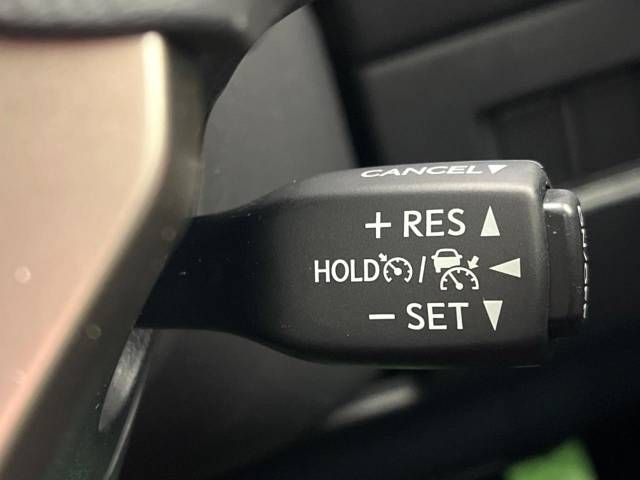 CANCEL▼
+ RES ▲
HOLD / ◀
− SET ▼